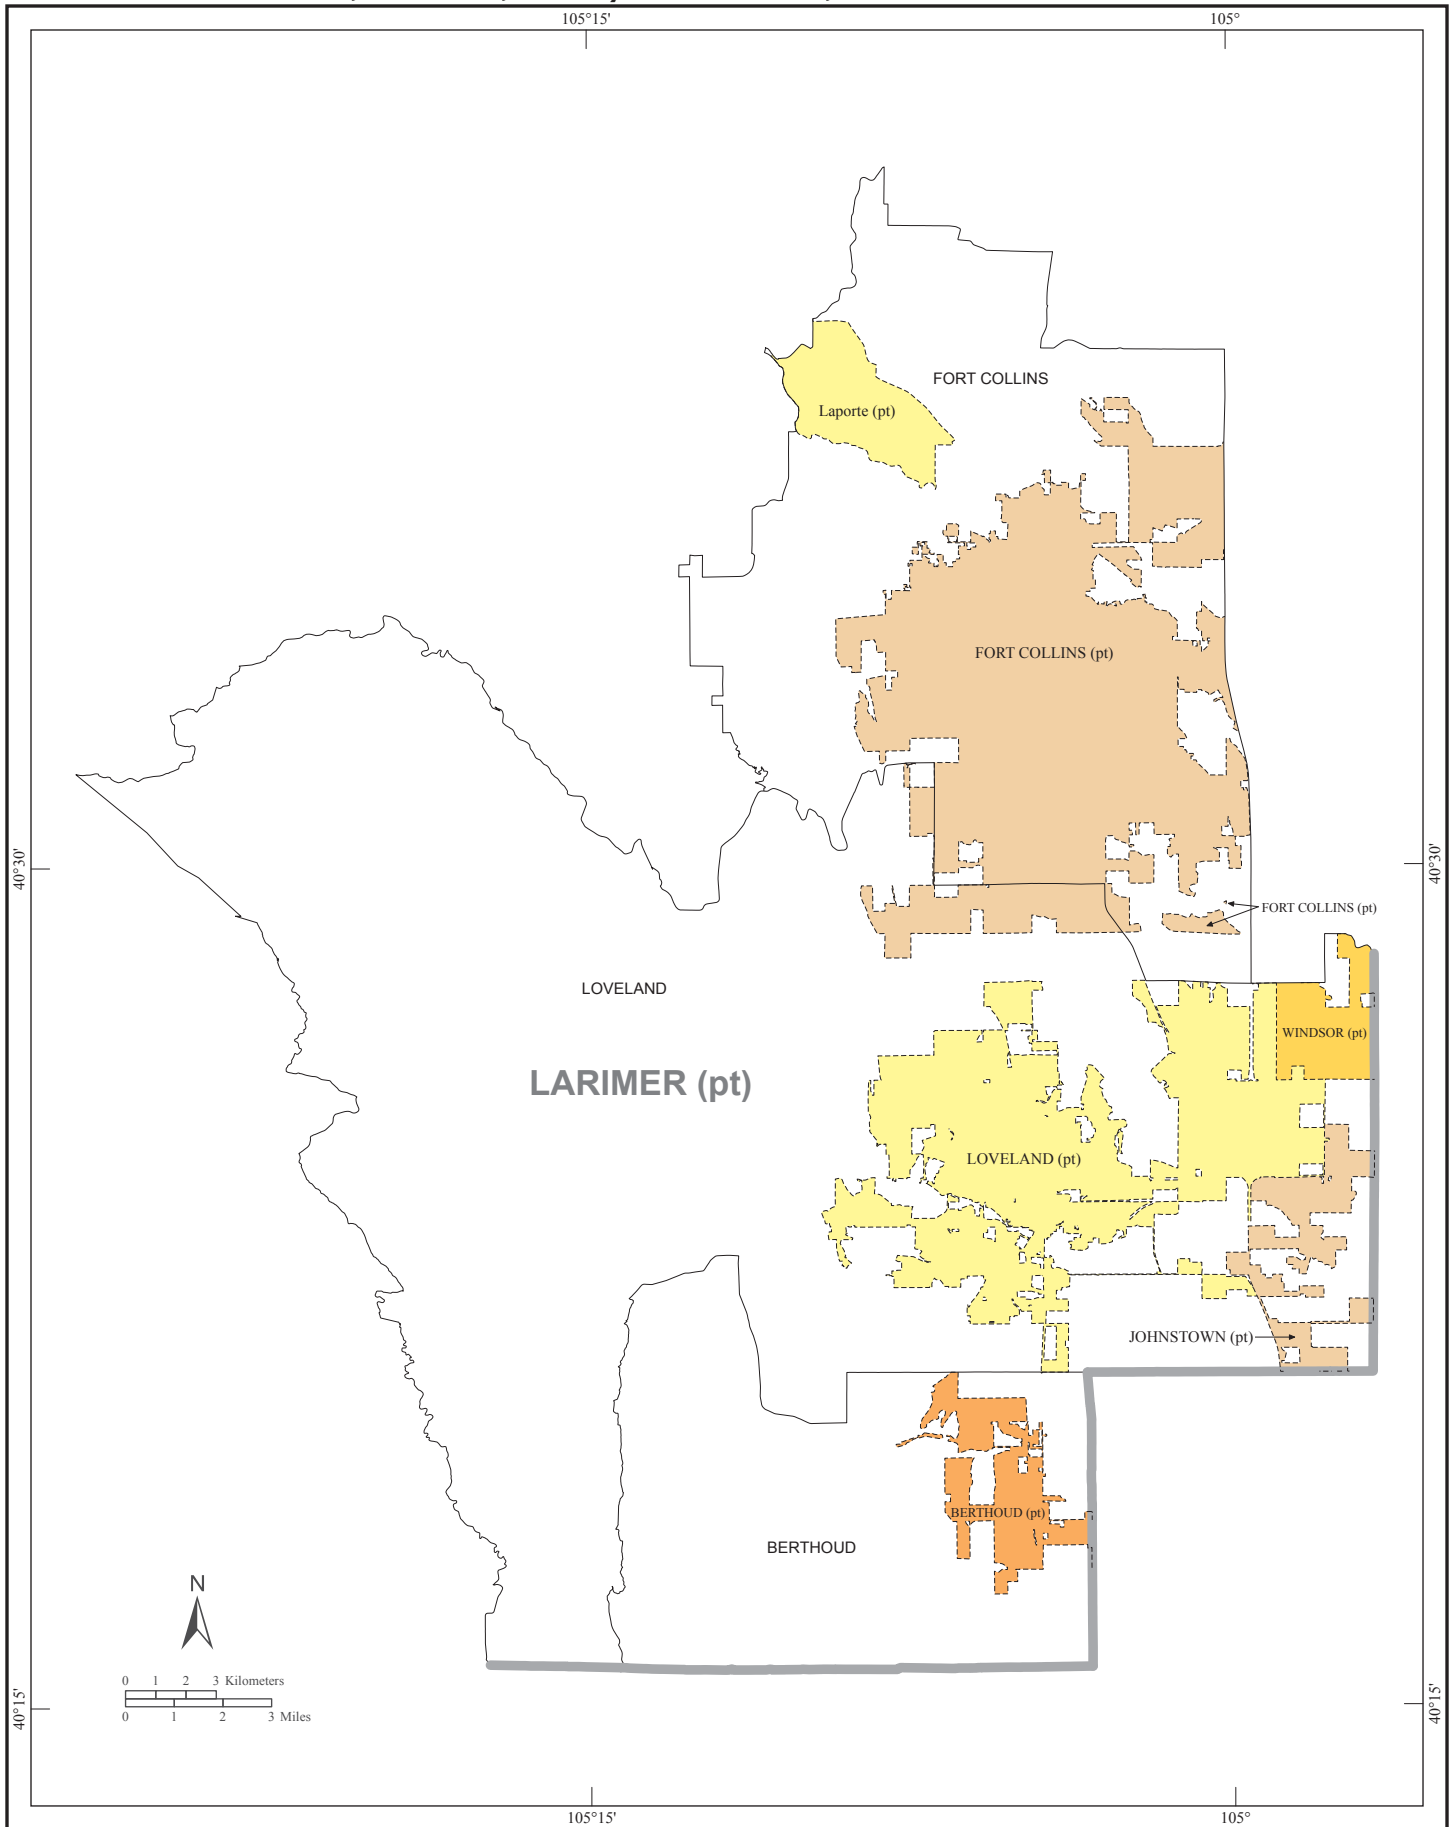 105°15' 105°
FORT COLLINS
Laporte (pt)
FORT COLLINS (pt)
40°30' 40°30'
FORT COLLINS (pt)
LOVELAND
WINDSOR (pt)
LARIMER (pt)
LOVELAND (pt)
JOHNSTOWN (pt)
BERTHOUD (pt)
BERTHOUD
N
0 1 2 3 Kilometers
0 1 2 3 Miles
40°15' 40°15'
105°15' 105°